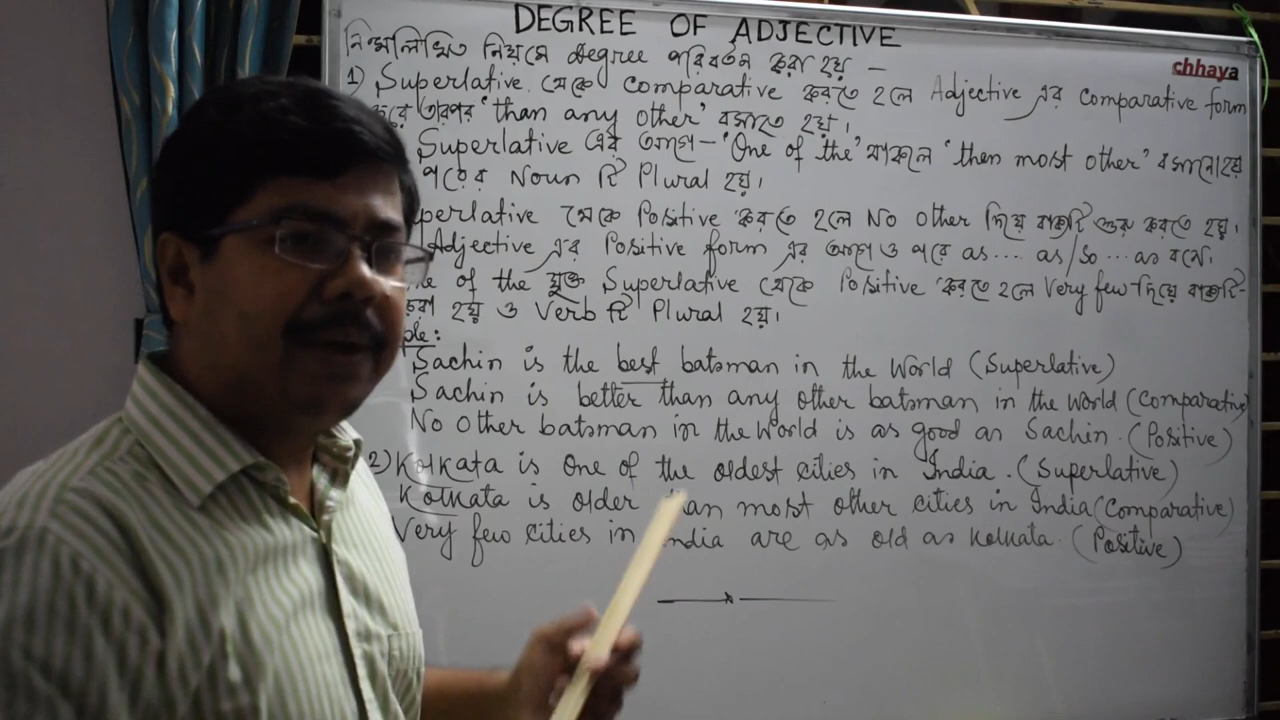 DEGREE OF ADJECTIVE
chhaya
নিম্নলিখিত নিয়মে degree পরিবর্তন করা হয় -
1) Superlative থেকে comparative করতে হলে Adjective এর comparative form
করে তারপর 'than any other' বসাতে হয়।
Superlative এর আগে - 'One of the' থাকলে 'then most other' বসানো হয়
পরের Noun টি Plural হয়।
perlative থেকে Positive করতে হলে No Other দিয়ে বাক্যটি শুরু করতে হয়।
Adjective এর Positive form এর আগে ও পরে as .... as/so ... as বসে।
ne of the যুক্ত Superlative থেকে Positive করতে হলে Very few দিয়ে বাক্যটি-
করা হয় ও Verb টি Plural হয়।
ple:
Sachin is the best batsman in the World (Superlative)
Sachin is better than any other batsman in the World (Comparative)
No Other batsman in the World is as good as Sachin. (Positive)
2) Kolkata is One of the oldest cities in India. (Superlative)
Kolkata is older an most other cities in India (Comparative)
Very few cities in ndia are as old as Kolkata. (Positive)